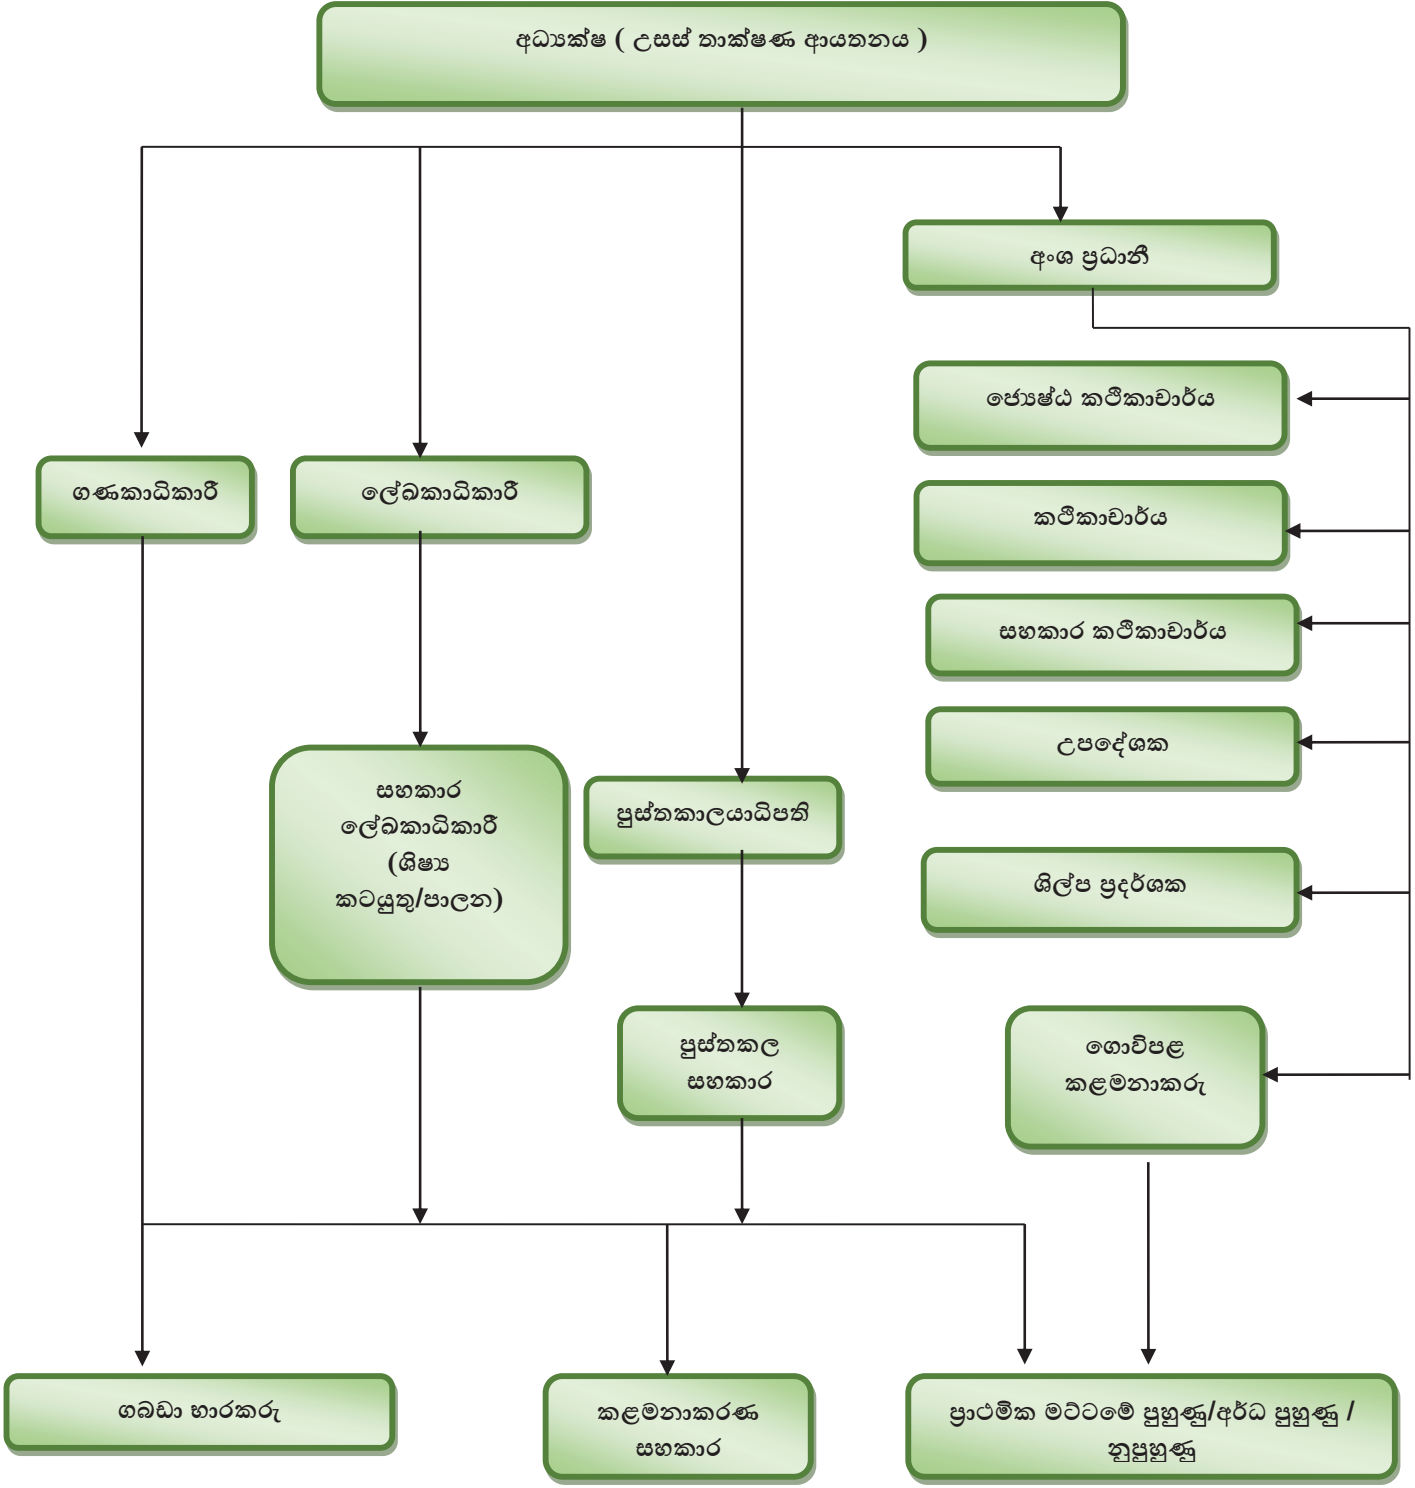 අධ්‍යක්ෂ ( උසස් තාක්ෂණ ආයතනය )
අංශ ප්‍රධානී
ජ්‍යෙෂ්ඨ කථිකාචාර්ය
ගණකාධිකාරී
ලේඛකාධිකාරී
කථිකාචාර්ය
සහකාර කථිකාචාර්ය
උපදේශක
සහකාර
ලේඛකාධිකාරී
(ශිෂ්‍ය
කටයුතු/පාලන)
පුස්තකාලයාධිපති
ශිල්ප ප්‍රදර්ශක
පුස්තකල
සහකාර
ගොවිපළ
කළමනාකරු
ගබඩා භාරකරු
කළමනාකරණ
සහකාර
ප්‍රාථමික මට්ටමේ පුහුණු/අර්ධ පුහුණු /
නුපුහුණු